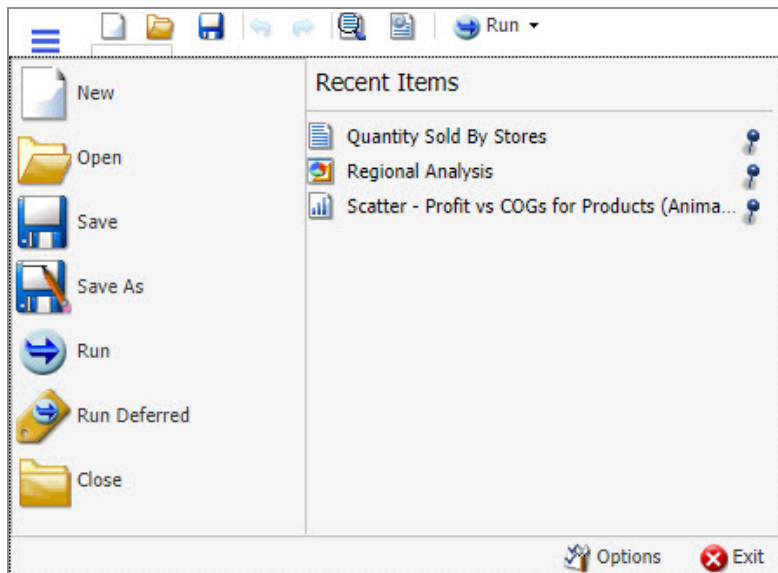 Run
New
Open
Save
Save As
Run
Run Deferred
Close
Recent Items
Quantity Sold By Stores
Regional Analysis
Scatter - Profit vs COGs for Products (Anima...
Options
Exit